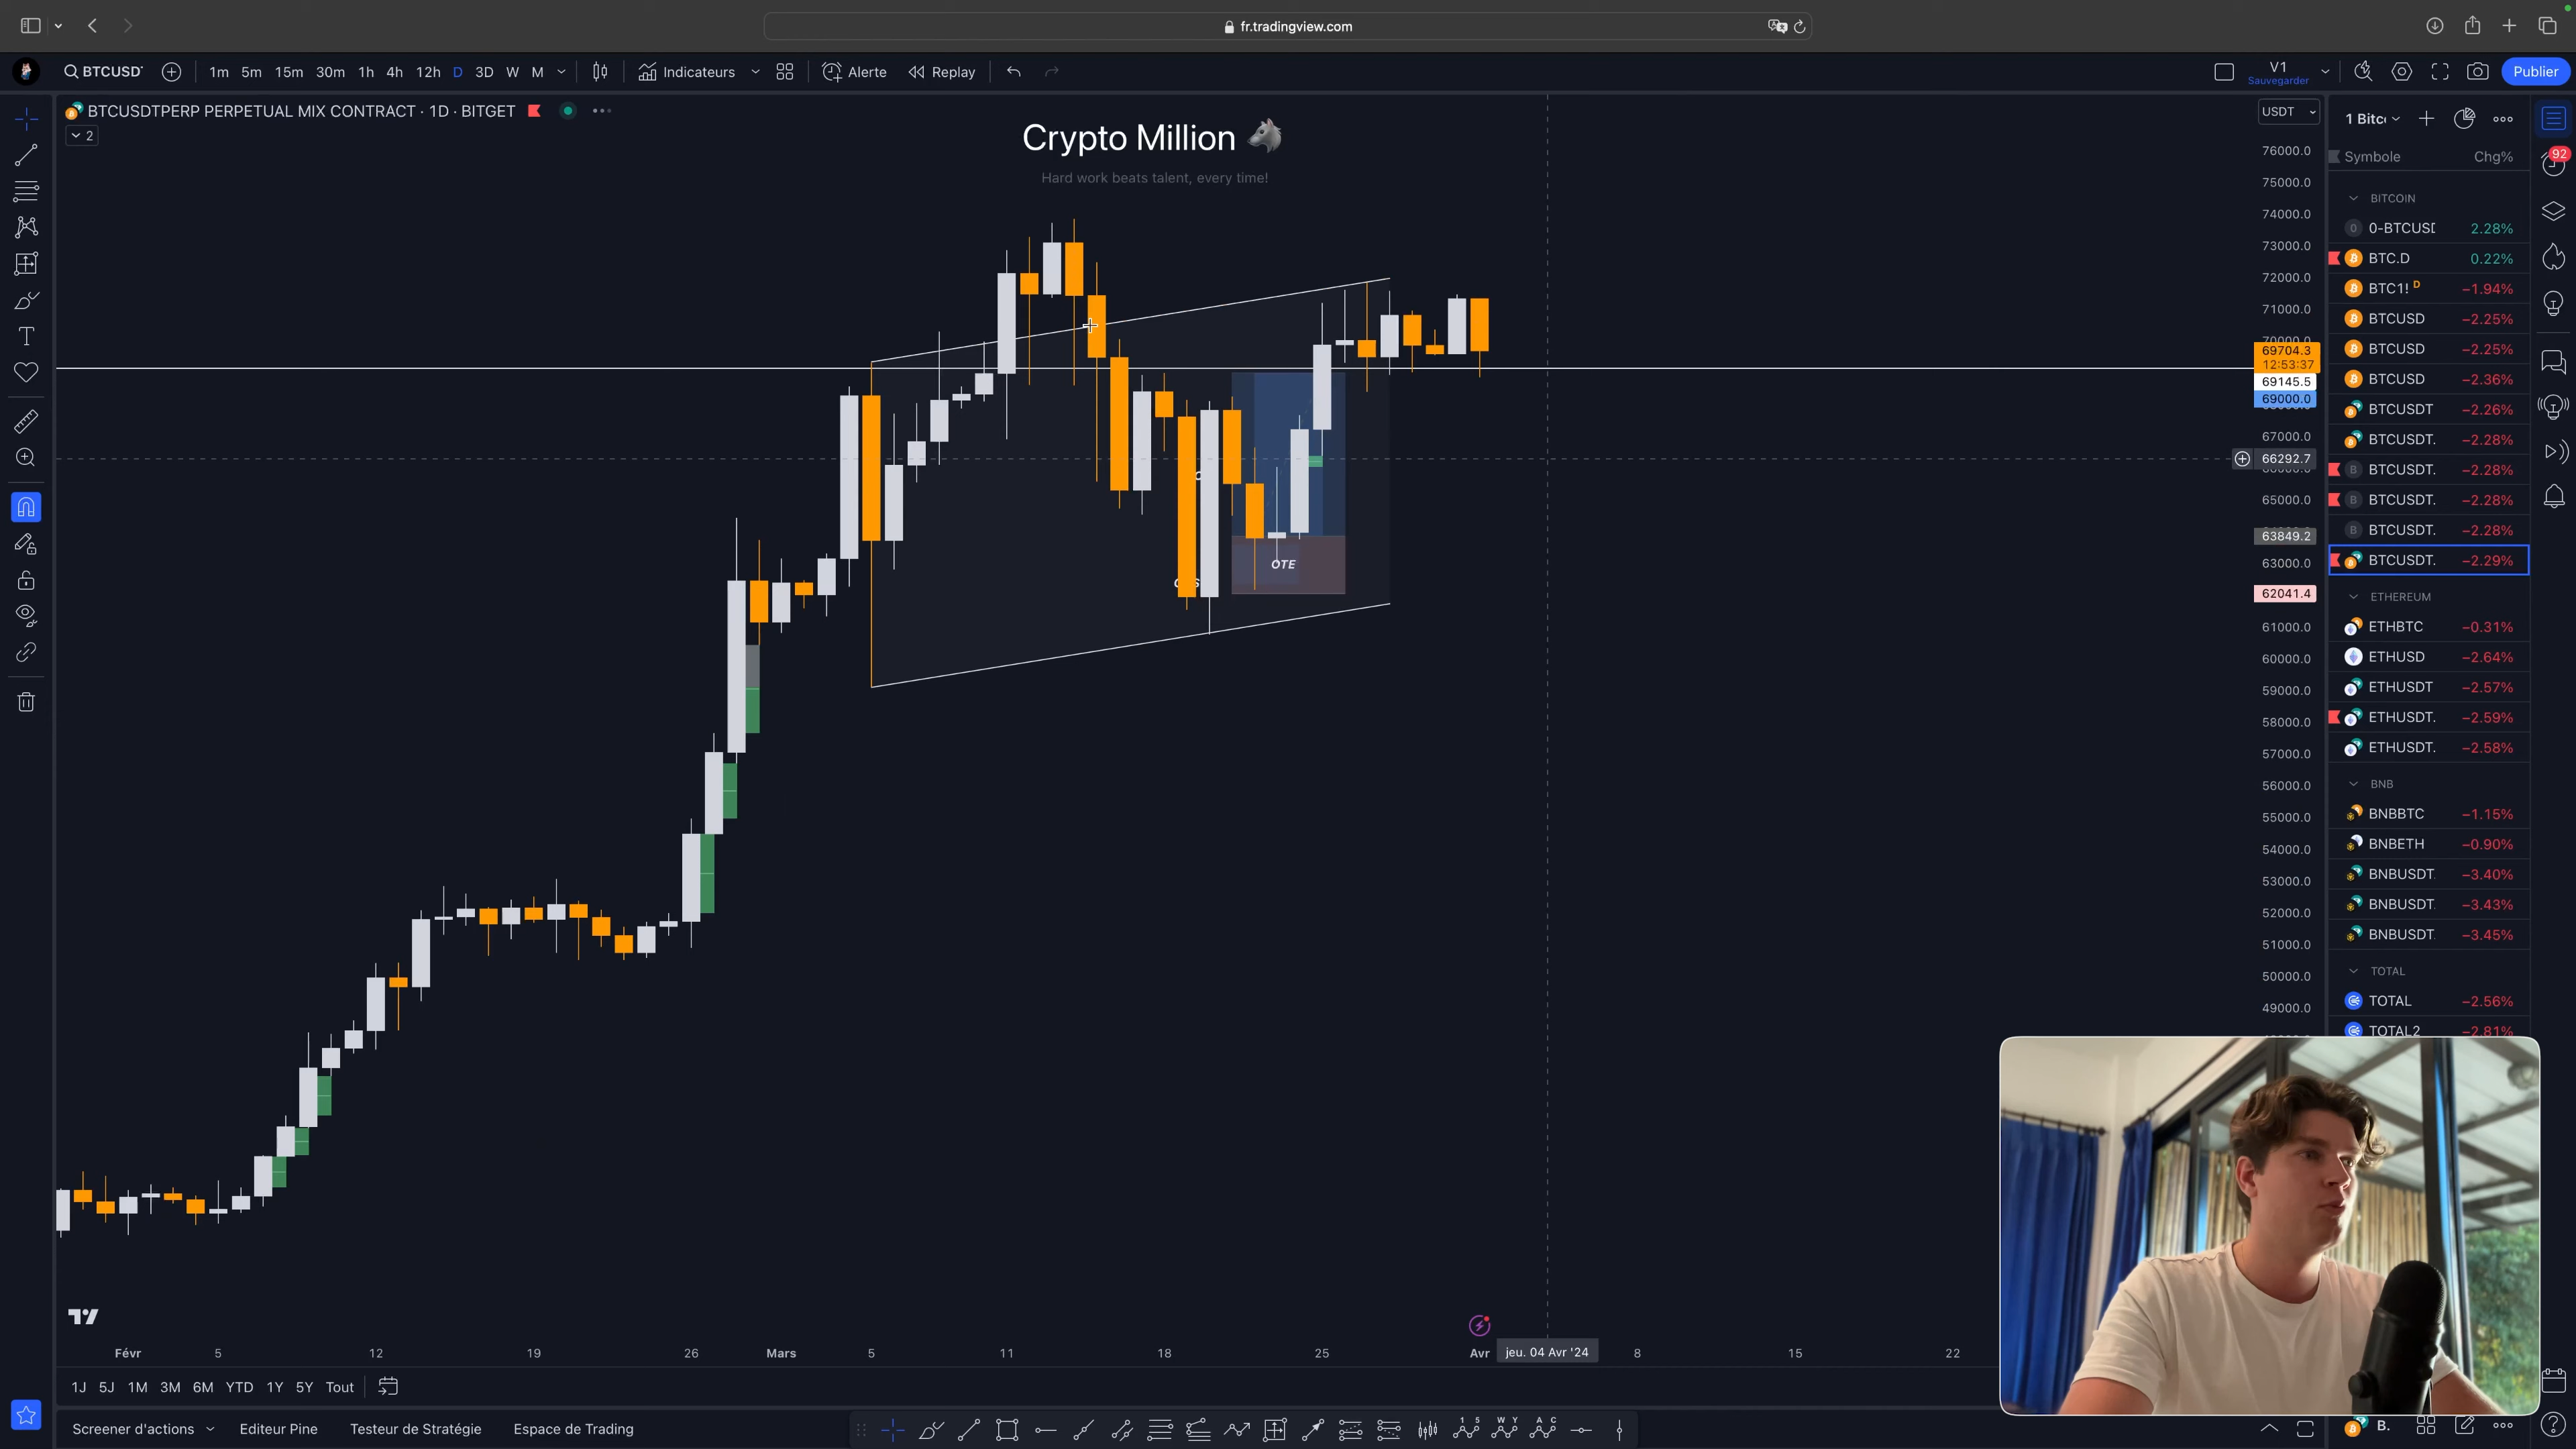 fr.tradingview.com
BTCUSD
1m 5m 15m 30m 1h 4h 12h D 3D W M
Indicateurs
Alerte
Replay
V1
Sauvegarder
Publier
BTCUSDTPERP PERPETUAL MIX CONTRACT · 1D · BITGET
2
Crypto Million
Hard work beats talent, every time!
USDT
76000.0
75000.0
74000.0
73000.0
72000.0
71000.0
69704.3
12:53:37
69145.5
69000.0
67000.0
66292.7
65000.0
63849.2
63000.0
62041.4
61000.0
60000.0
59000.0
58000.0
57000.0
56000.0
55000.0
54000.0
53000.0
52000.0
51000.0
50000.0
49000.0
OTE
1 Bitc
Symbole Chg%
92
BITCOIN
0-BTCUSD 2.28%
BTC.D 0.22%
BTC1! D −1.94%
BTCUSD −2.25%
BTCUSD −2.25%
BTCUSD −2.36%
BTCUSDT −2.26%
BTCUSDT. −2.28%
BTCUSDT. −2.28%
BTCUSDT. −2.28%
BTCUSDT. −2.28%
BTCUSDT. −2.29%
ETHEREUM
ETHBTC −0.31%
ETHUSD −2.64%
ETHUSDT −2.57%
ETHUSDT. −2.59%
ETHUSDT. −2.58%
BNB
BNBBTC −1.15%
BNBETH −0.90%
BNBUSDT −3.40%
BNBUSDT −3.43%
BNBUSDT −3.45%
TOTAL
TOTAL −2.56%
TOTAL2 −2.81%
Févr 5 12 19 26 Mars 5 11 18 25 Avr jeu. 04 Avr '24 8 15 22
1J 5J 1M 3M 6M YTD 1Y 5Y Tout
Screener d'actions Editeur Pine Testeur de Stratégie Espace de Trading
B.